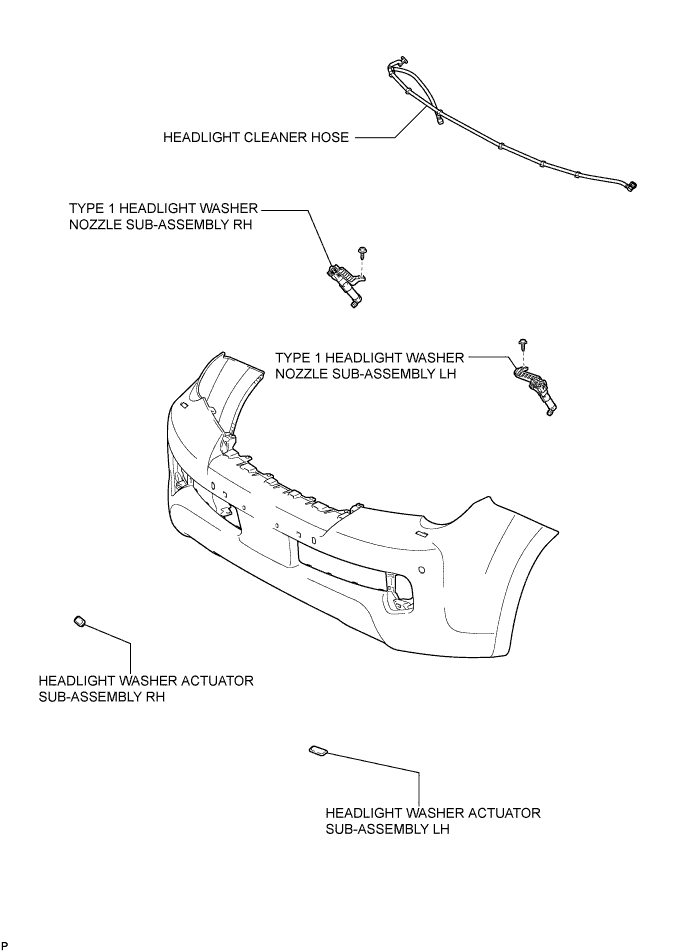 HEADLIGHT CLEANER HOSE
TYPE 1 HEADLIGHT WASHER
NOZZLE SUB-ASSEMBLY RH
TYPE 1 HEADLIGHT WASHER
NOZZLE SUB-ASSEMBLY LH
HEADLIGHT WASHER ACTUATOR
SUB-ASSEMBLY RH
HEADLIGHT WASHER ACTUATOR
SUB-ASSEMBLY LH
P